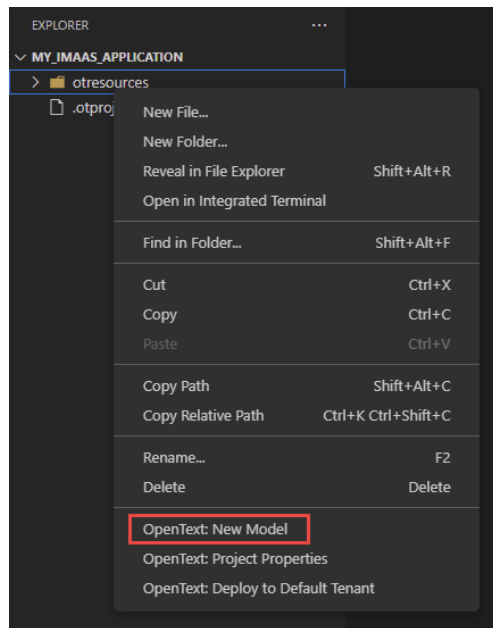 EXPLORER ...
MY_IMAAS_APPLICATION
otresources
.otproj
New File...
New Folder...
Reveal in File Explorer Shift+Alt+R
Open in Integrated Terminal
Find in Folder... Shift+Alt+F
Cut Ctrl+X
Copy Ctrl+C
Paste Ctrl+V
Copy Path Shift+Alt+C
Copy Relative Path Ctrl+K Ctrl+Shift+C
Rename... F2
Delete Delete
OpenText: New Model
OpenText: Project Properties
OpenText: Deploy to Default Tenant